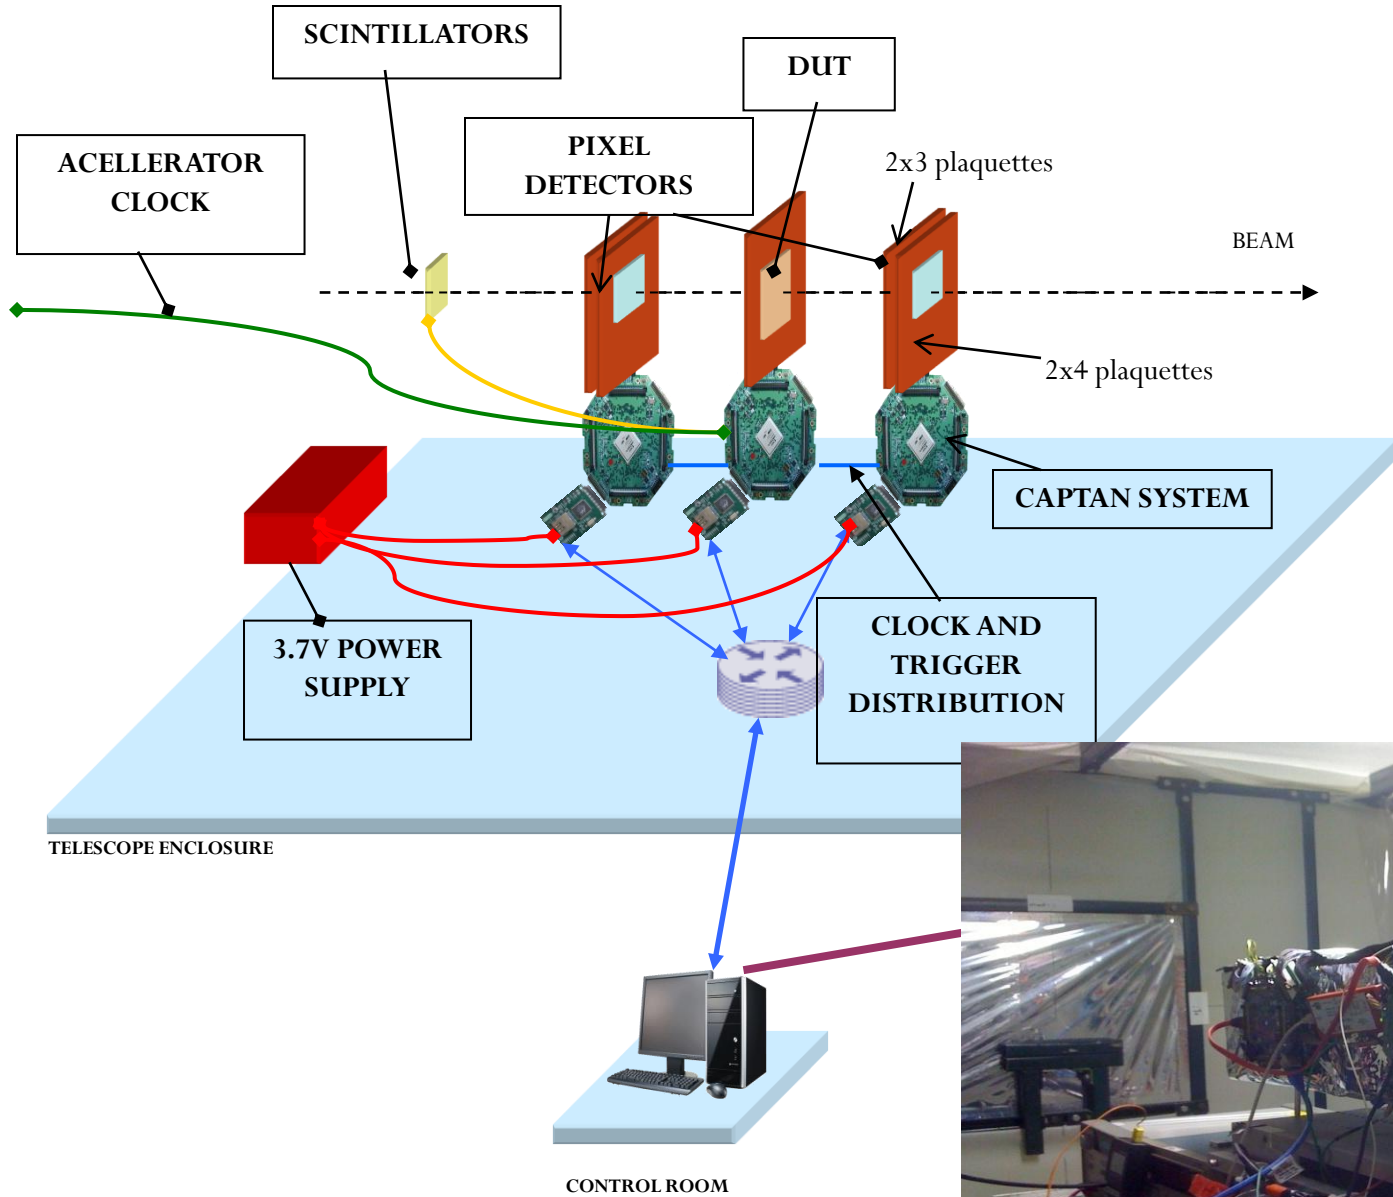 SCINTILLATORS
DUT
ACELLERATOR
CLOCK
PIXEL
DETECTORS
2x3 plaquettes
BEAM
2x4 plaquettes
CAPTAN SYSTEM
3.7V POWER
SUPPLY
CLOCK AND
TRIGGER
DISTRIBUTION
TELESCOPE ENCLOSURE
CONTROL ROOM